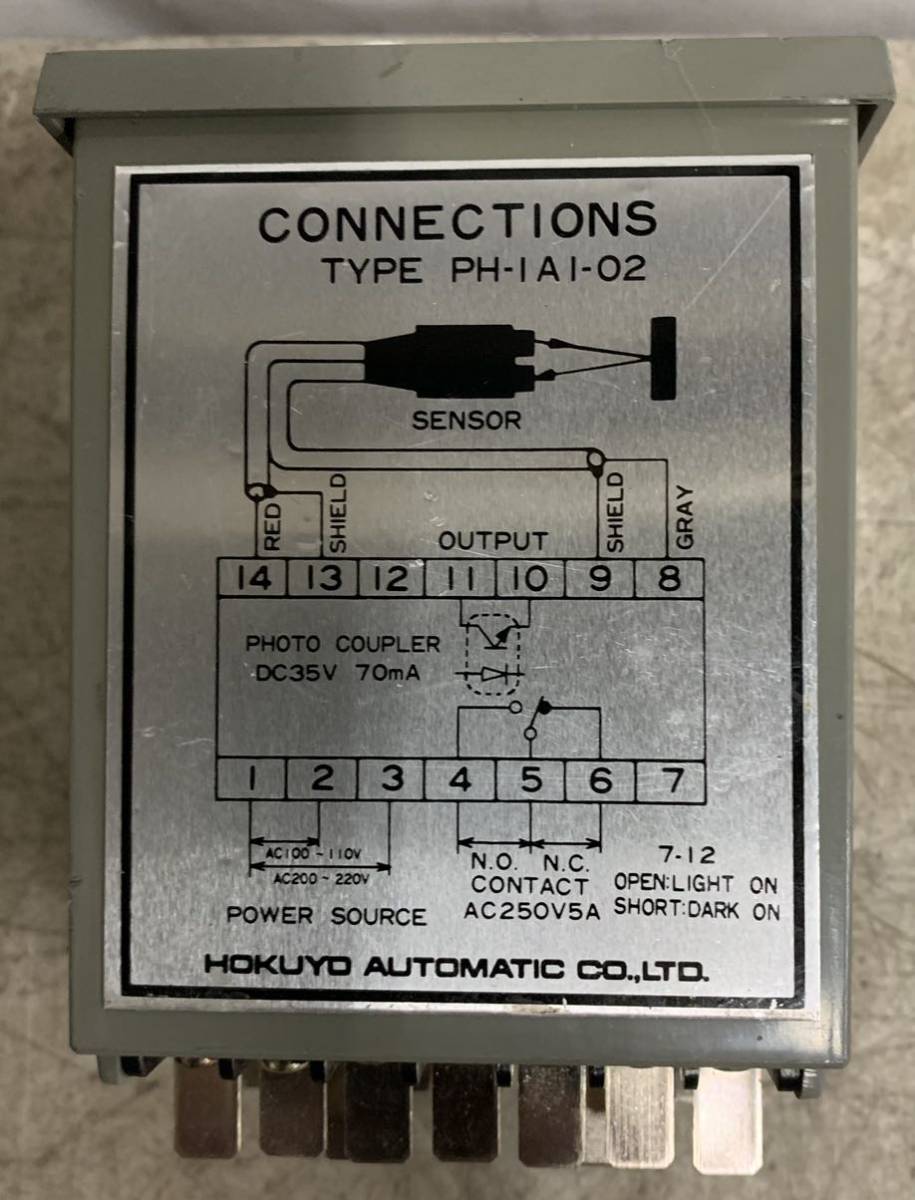 CONNECTIONS
TYPE PH-1A1-02
SENSOR
RED
SHIELD
OUTPUT
SHIELD
GRAY
14 13 12 11 10 9 8
PHOTO COUPLER
DC35V 70mA
1 2 3 4 5 6 7
AC100~110V
AC200~220V
POWER SOURCE
N.O. N.C.
CONTACT
AC250V5A
7-12
OPEN:LIGHT ON
SHORT:DARK ON
HOKUYO AUTOMATIC CO.,LTD.